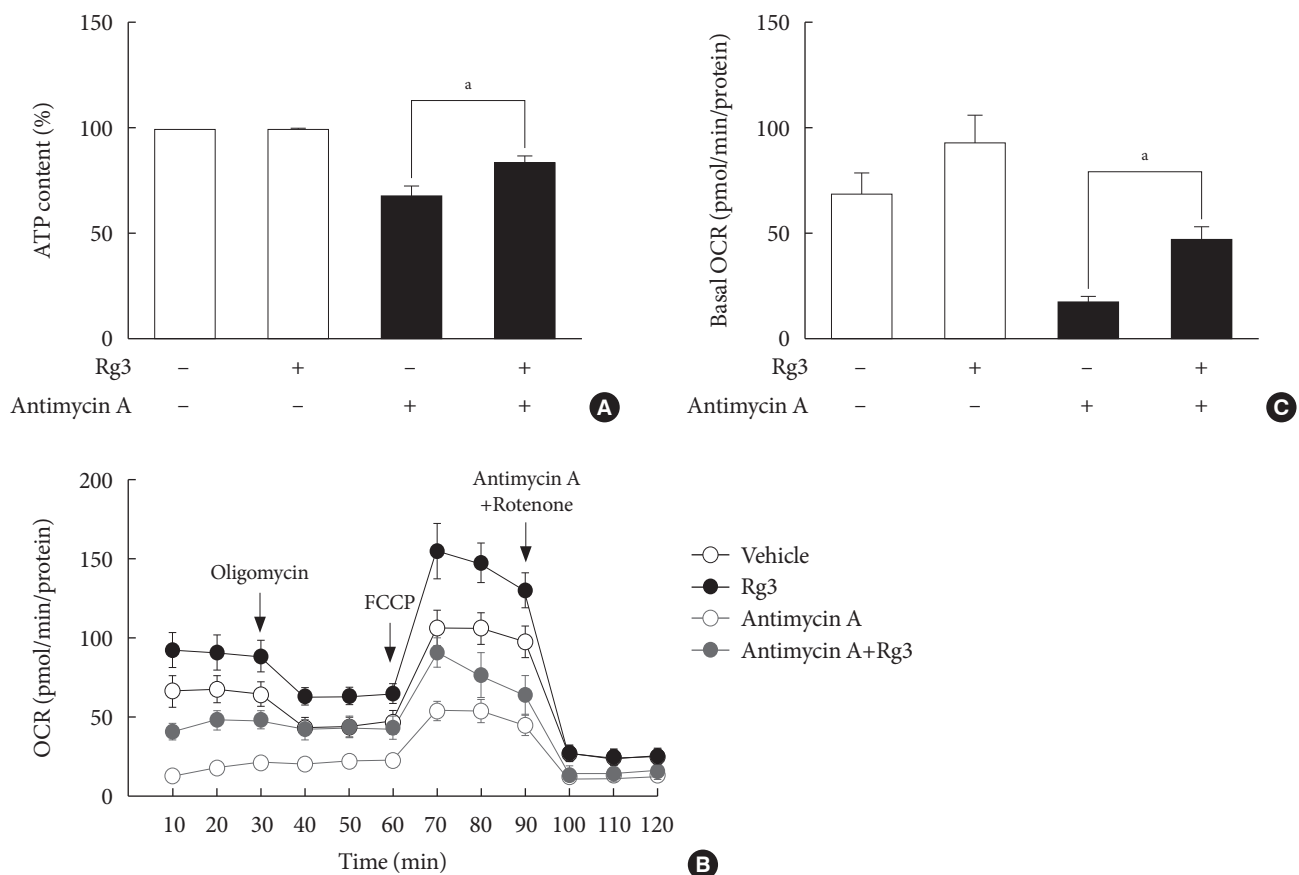 150
100
50
0
ATP content (%)
a
Rg3 – + – +
Antimycin A – – + +
A
150
100
50
0
Basal OCR (pmol/min/protein)
a
Rg3 – + – +
Antimycin A – – + +
C
200
150
100
50
0
OCR (pmol/min/protein)
Oligomycin
FCCP
Antimycin A
+Rotenone
10 20 30 40 50 60 70 80 90 100 110 120
Time (min)
Vehicle
Rg3
Antimycin A
Antimycin A+Rg3
B